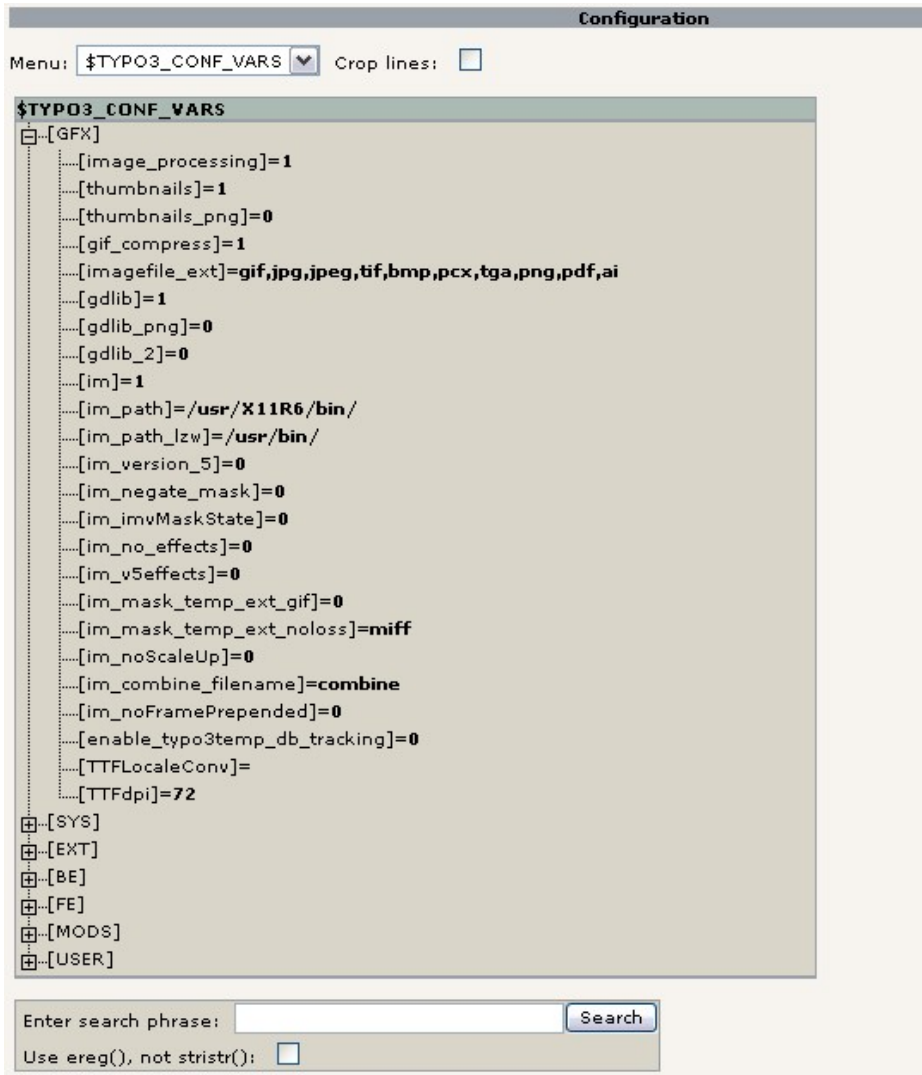 Configuration
Menu: $TYPO3_CONF_VARS Crop lines:
$TYPO3_CONF_VARS
[GFX]
[image_processing]=1
[thumbnails]=1
[thumbnails_png]=0
[gif_compress]=1
[imagefile_ext]=gif,jpg,jpeg,tif,bmp,pcx,tga,png,pdf,ai
[gdlib]=1
[gdlib_png]=0
[gdlib_2]=0
[im]=1
[im_path]=/usr/X11R6/bin/
[im_path_lzw]=/usr/bin/
[im_version_5]=0
[im_negate_mask]=0
[im_imvMaskState]=0
[im_no_effects]=0
[im_v5effects]=0
[im_mask_temp_ext_gif]=0
[im_mask_temp_ext_noloss]=miff
[im_noScaleUp]=0
[im_combine_filename]=combine
[im_noFramePrepended]=0
[enable_typo3temp_db_tracking]=0
[TTFLocaleConv]=
[TTFdpi]=72
[SYS]
[EXT]
[BE]
[FE]
[MODS]
[USER]
Enter search phrase: Search
Use ereg(), not stristr():